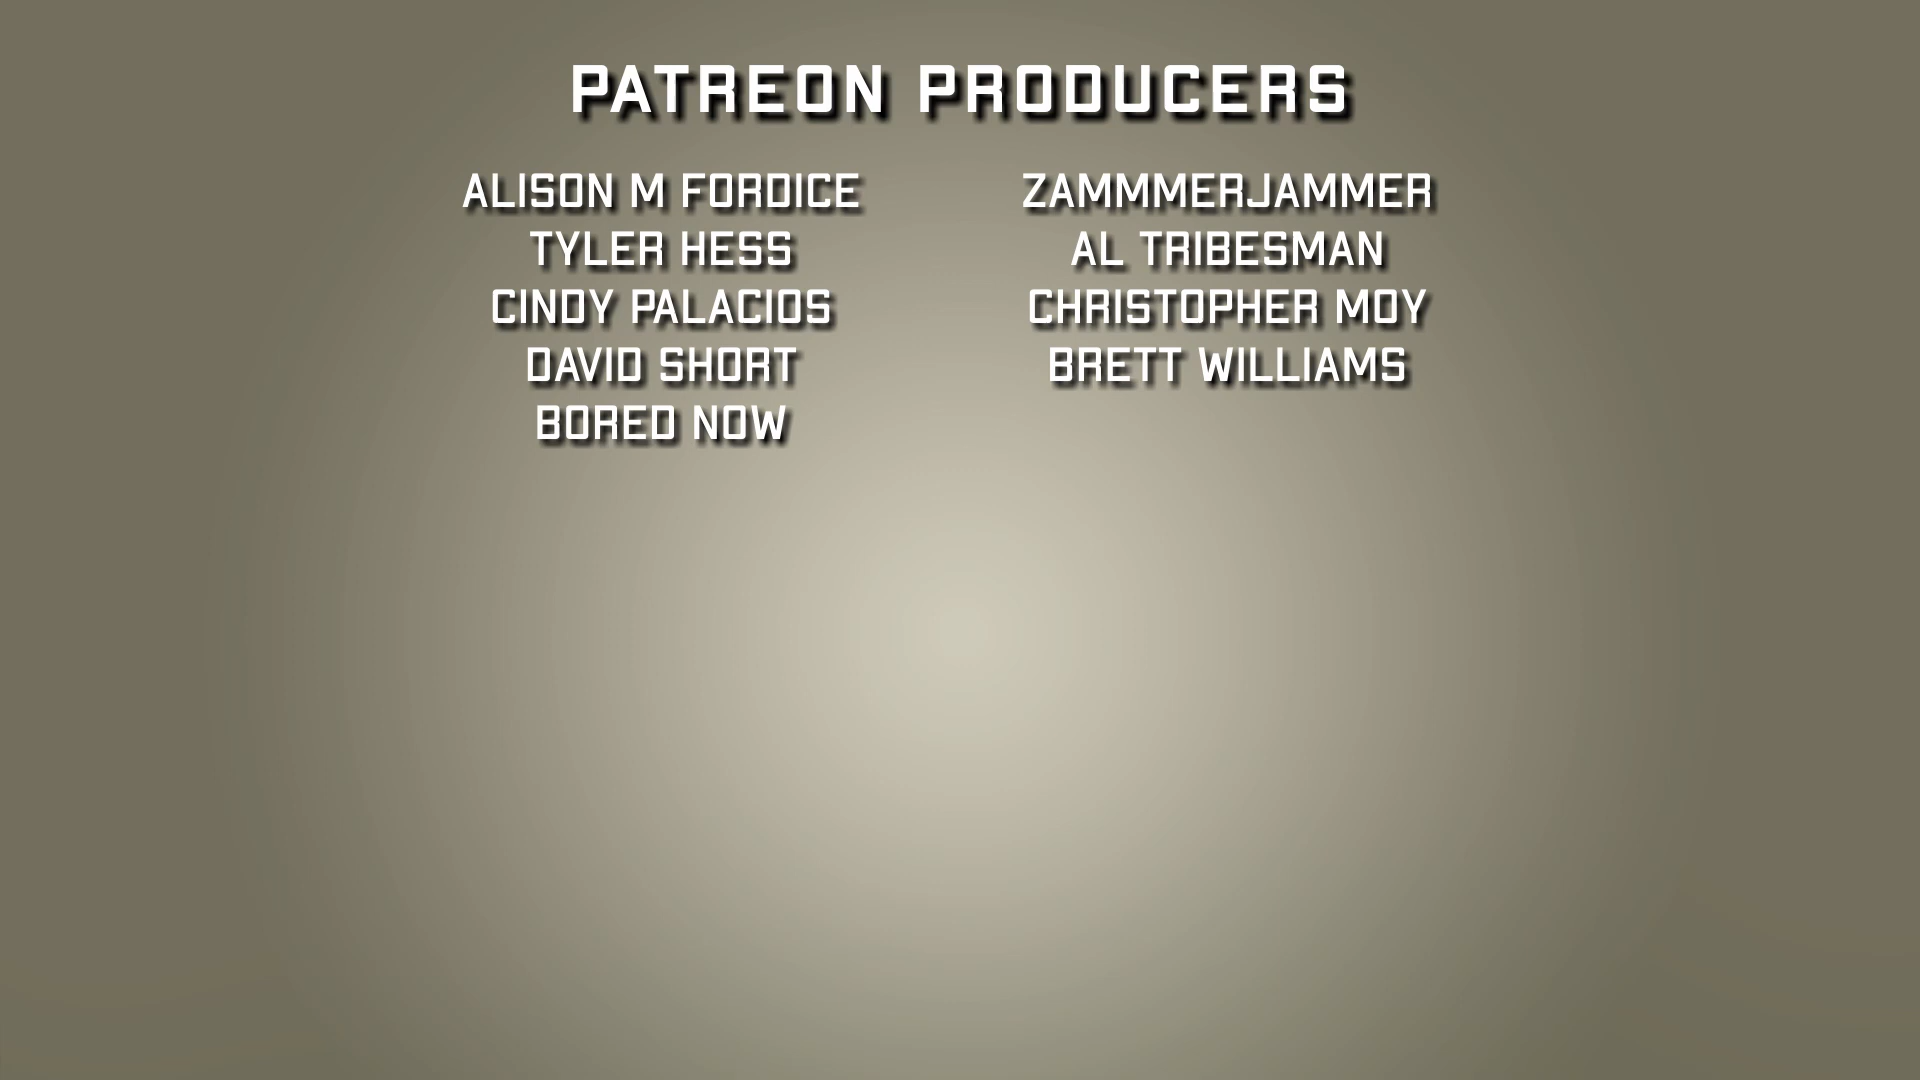 PATREON PRODUCERS
ALISON M FORDICE
TYLER HESS
CINDY PALACIOS
DAVID SHORT
BORED NOW
ZAMMMERJAMMER
AL TRIBESMAN
CHRISTOPHER MOY
BRETT WILLIAMS